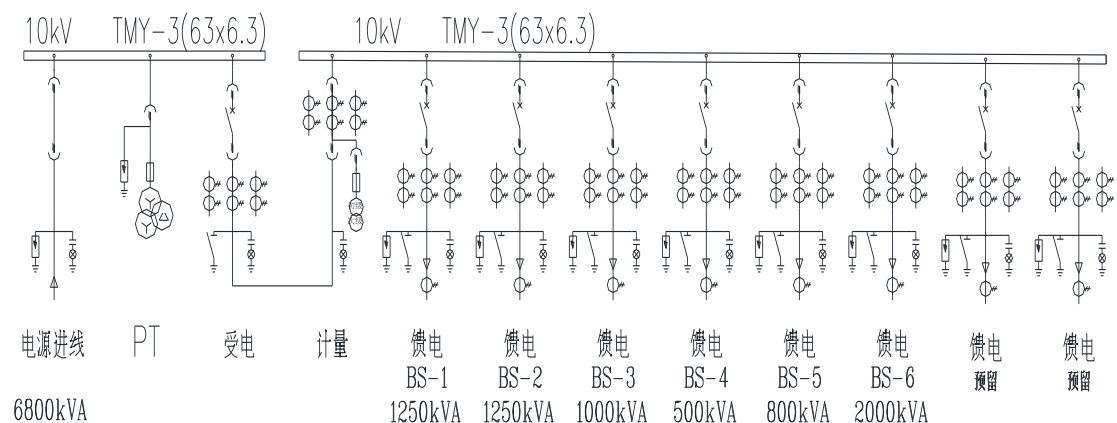 10kV TMY-3(63x6.3) 10kV TMY-3(63x6.3)
电源进线 PT 受电 计量 馈电 馈电 馈电 馈电 馈电 馈电 馈电 馈电
BS-1 BS-2 BS-3 BS-4 BS-5 BS-6 预留 预留
6800kVA 1250kVA 1250kVA 1000kVA 500kVA 800kVA 2000kVA